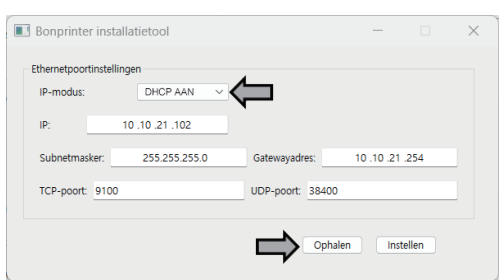 Bonprinter installatietool
Ethernetpoortinstellingen
IP-modus: DHCP AAN
IP: 10 .10 .21 .102
Subnetmasker: 255.255.255.0 Gatewayadres: 10 .10 .21 .254
TCP-poort: 9100 UDP-poort: 38400
Ophalen Instellen